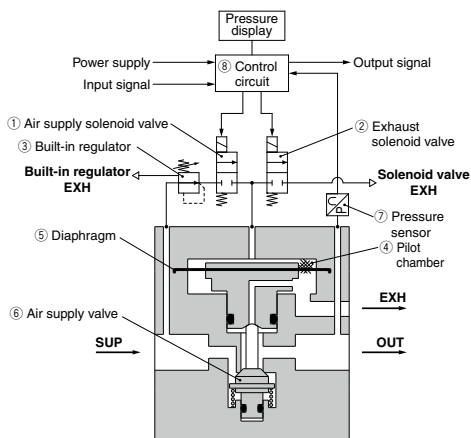 Pressure
display
Power supply
Input signal
⑧ Control
circuit
Output signal
① Air supply solenoid valve
③ Built-in regulator
Built-in regulator
EXH
② Exhaust
solenoid valve
Solenoid valve
EXH
P
⑦ Pressure
sensor
④ Pilot
chamber
⑤ Diaphragm
⑥ Air supply valve
EXH
SUP
OUT